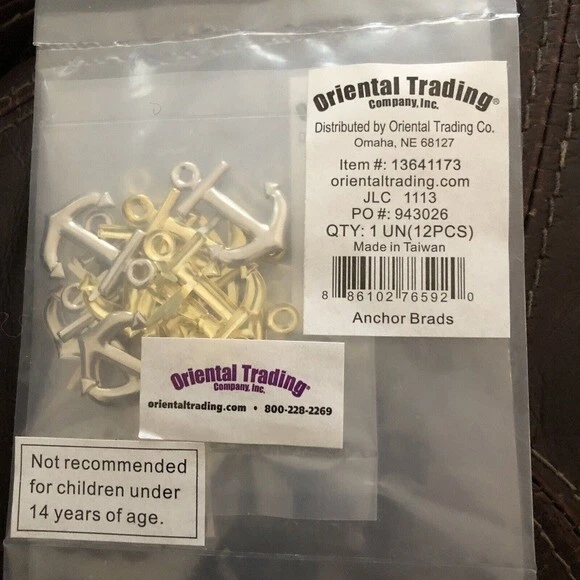 Oriental Trading®
Company, Inc.
Distributed by Oriental Trading Co.
Omaha, NE 68127
Item #: 13641173
orientaltrading.com
JLC 1113
PO #: 943026
QTY: 1 UN(12PCS)
Made in Taiwan
8 86102 76592 0
Anchor Brads
Oriental Trading®
Company, Inc.
orientaltrading.com • 800-228-2269
Not recommended
for children under
14 years of age.